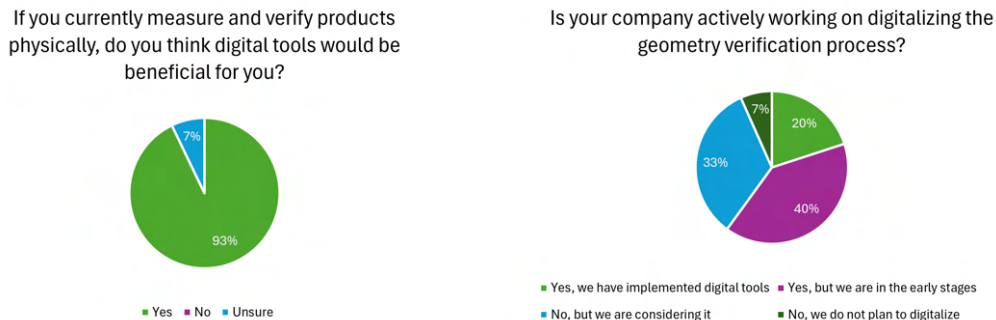 If you currently measure and verify products
physically, do you think digital tools would be
beneficial for you?
7%
93%
Yes No Unsure
Is your company actively working on digitalizing the
geometry verification process?
7%
20%
33%
40%
Yes, we have implemented digital tools Yes, but we are in the early stages
No, but we are considering it No, we do not plan to digitalize